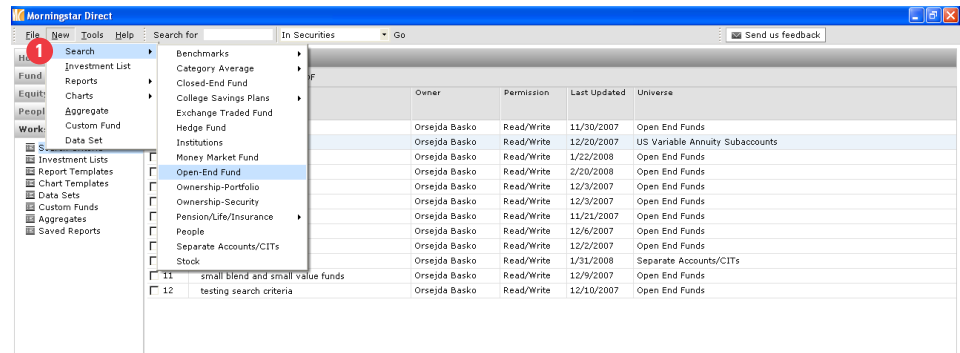 Morningstar Direct
File New Tools Help Search for In Securities Go Send us feedback
1
Search
Investment List
Reports
Charts
Aggregate
Custom Fund
Data Set
Benchmarks
Category Average
Closed-End Fund
College Savings Plans
Exchange Traded Fund
Hedge Fund
Institutions
Money Market Fund
Open-End Fund
Ownership-Portfolio
Ownership-Security
Pension/Life/Insurance
People
Separate Accounts/CITs
Stock
Fund
Investment Lists
Report Templates
Chart Templates
Data Sets
Custom Funds
Aggregates
Saved Reports
Owner Permission Last Updated Universe
Orsejda Basko Read/Write 11/30/2007 Open End Funds
Orsejda Basko Read/Write 12/20/2007 US Variable Annuity Subaccounts
Orsejda Basko Read/Write 1/22/2008 Open End Funds
Orsejda Basko Read/Write 2/20/2008 Open End Funds
Orsejda Basko Read/Write 12/3/2007 Open End Funds
Orsejda Basko Read/Write 12/3/2007 Open End Funds
Orsejda Basko Read/Write 11/21/2007 Open End Funds
Orsejda Basko Read/Write 12/6/2007 Open End Funds
Orsejda Basko Read/Write 12/2/2007 Open End Funds
Orsejda Basko Read/Write 1/31/2008 Separate Accounts/CITs
11 small blend and small value funds Orsejda Basko Read/Write 12/9/2007 Open End Funds
12 testing search criteria Orsejda Basko Read/Write 12/10/2007 Open End Funds